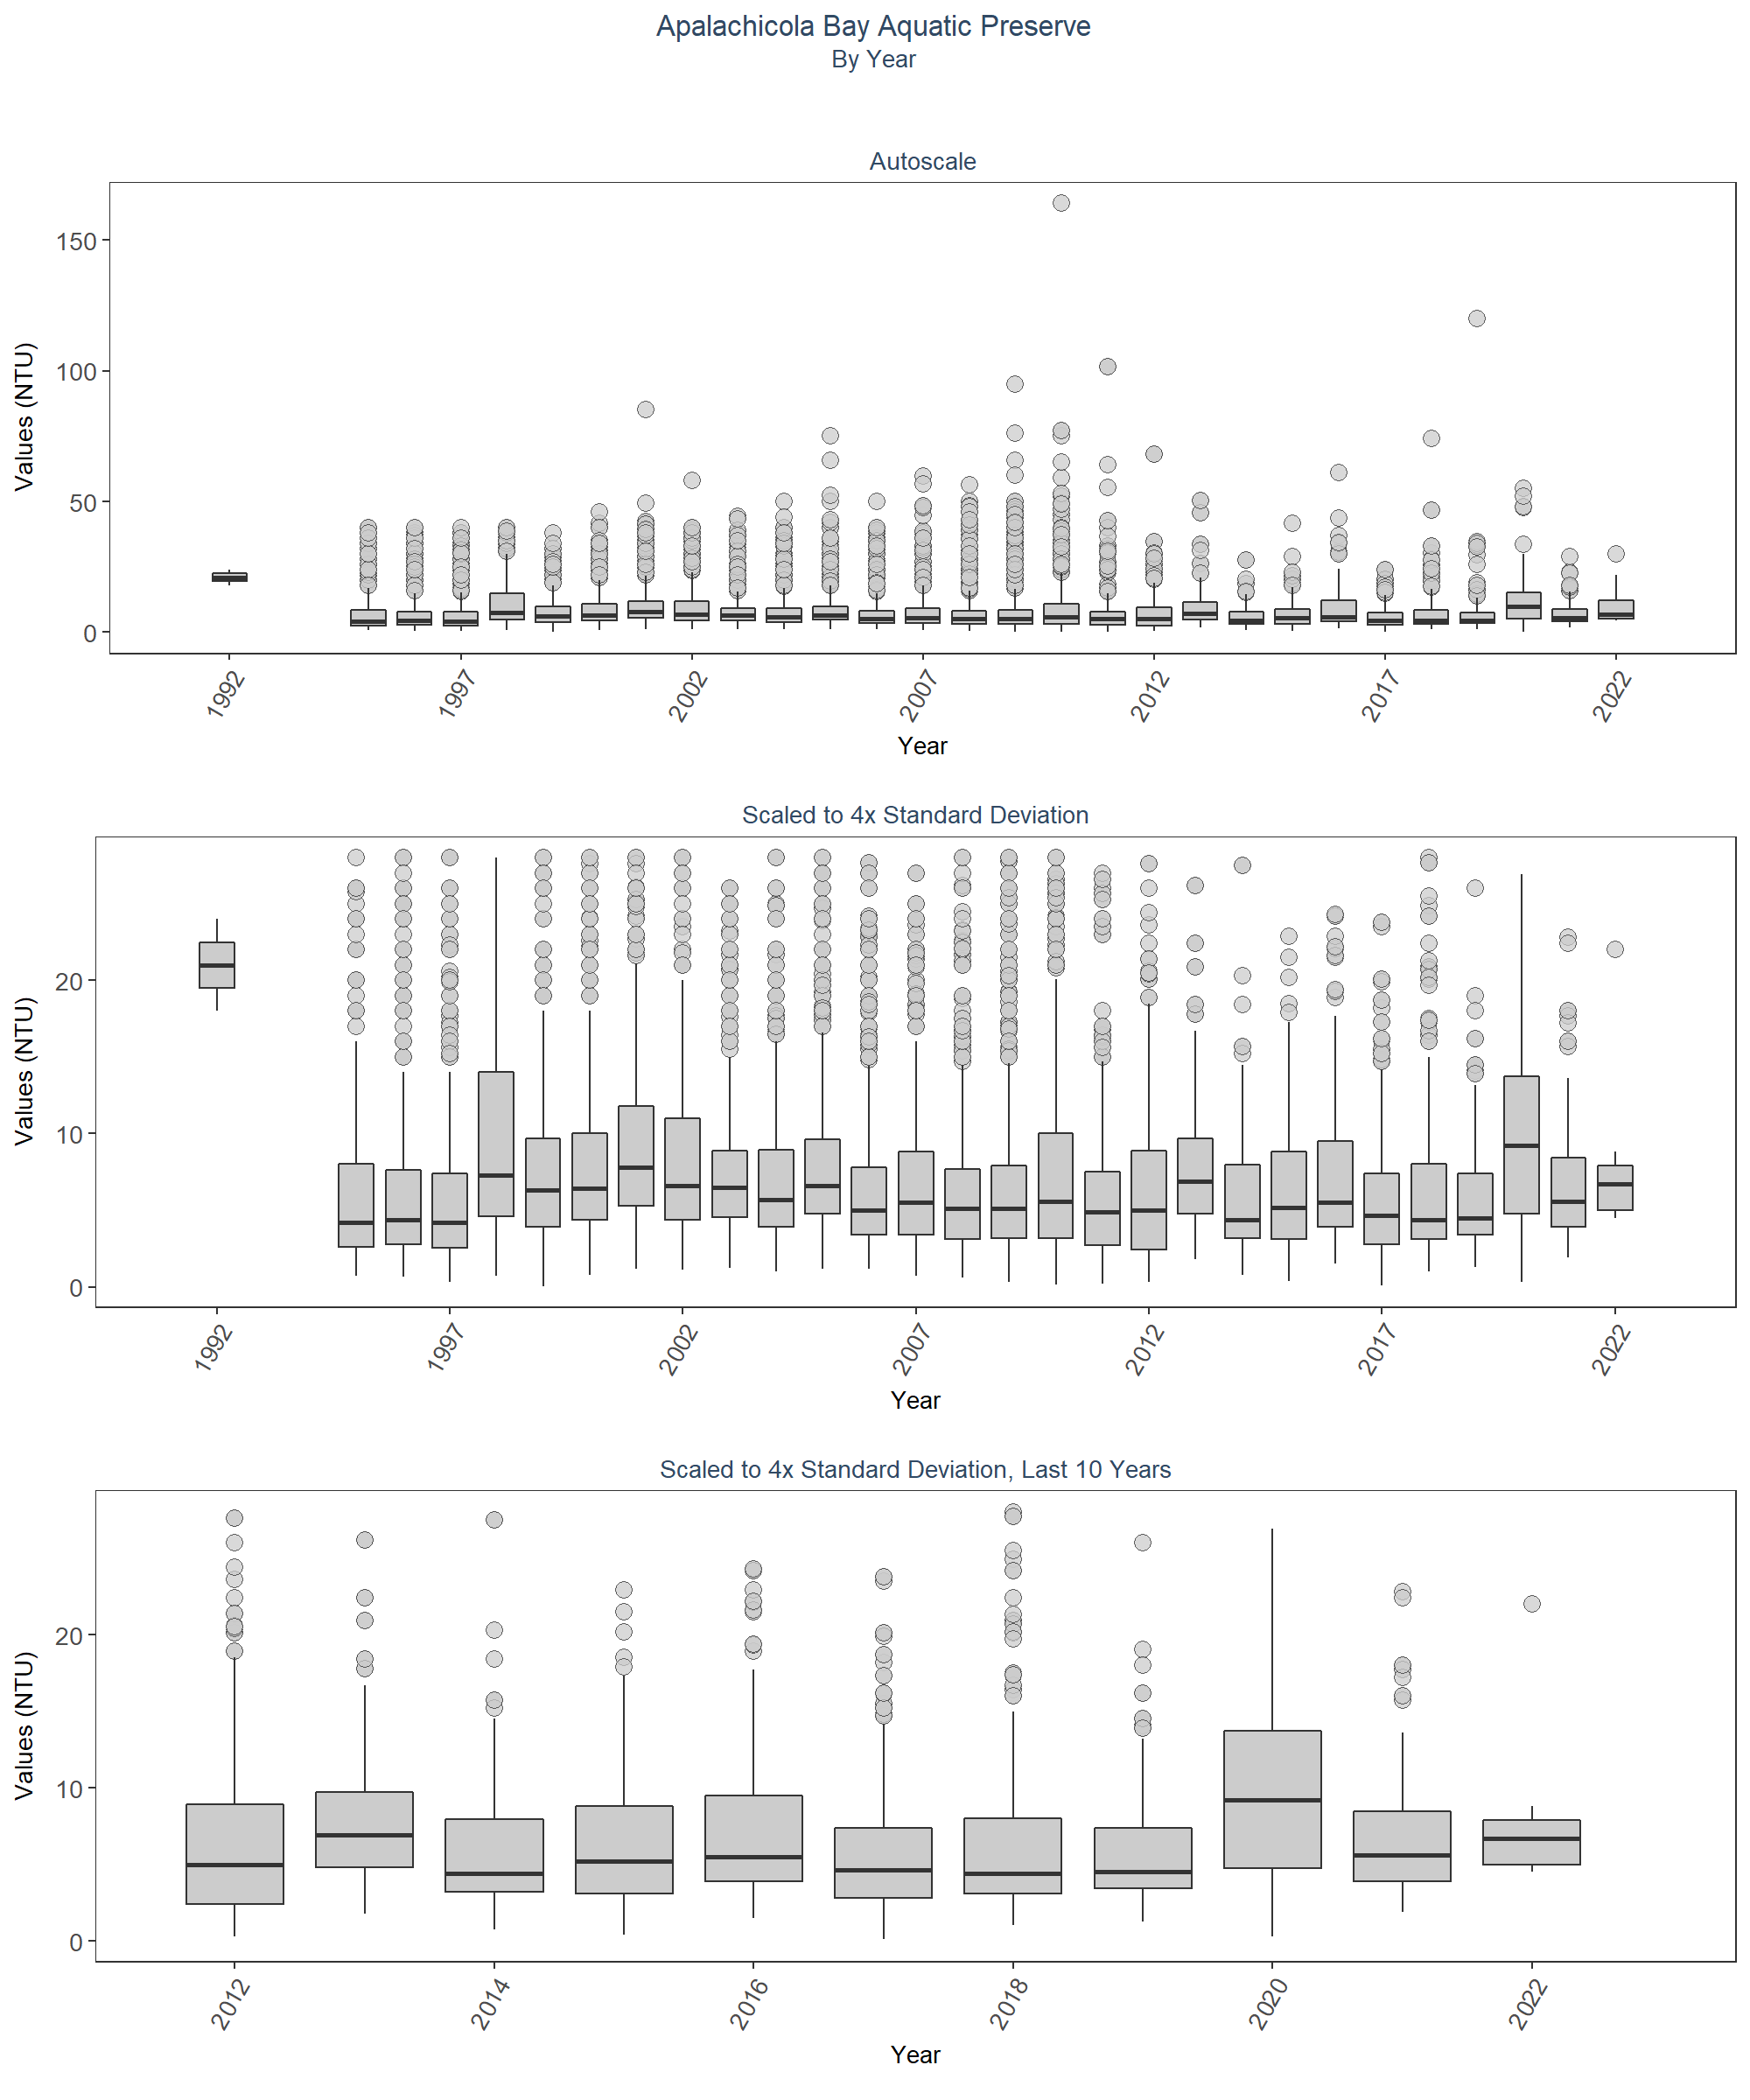 Apalachicola Bay Aquatic Preserve
By Year
Autoscale
Values (NTU)
150
100
50
0
1992 1997 2002 2007 2012 2017 2022
Year
Scaled to 4x Standard Deviation
Values (NTU)
20
10
0
1992 1997 2002 2007 2012 2017 2022
Year
Scaled to 4x Standard Deviation, Last 10 Years
Values (NTU)
20
10
0
2012 2014 2016 2018 2020 2022
Year